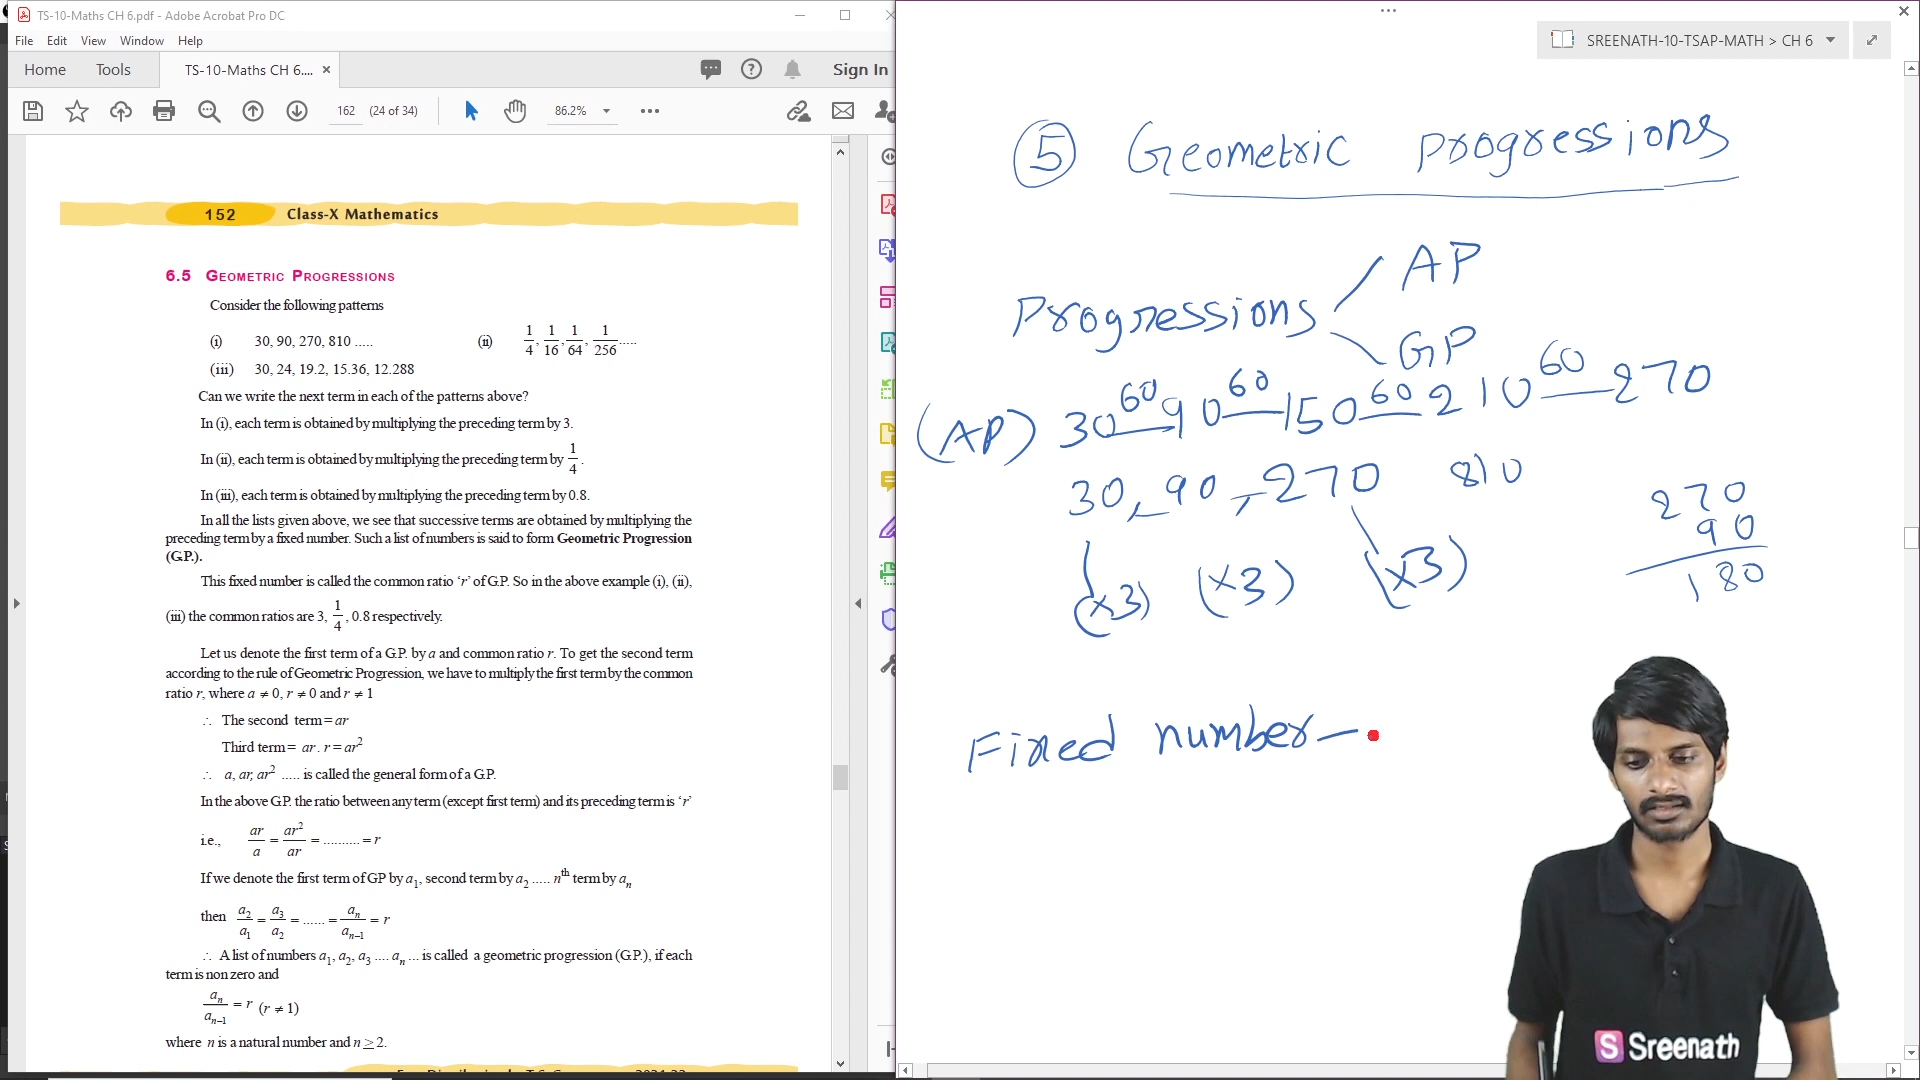 TS-10-Maths CH 6.pdf - Adobe Acrobat Pro DC
File Edit View Window Help
Home Tools TS-10-Maths CH 6.... × Sign In
162 (24 of 34) 86.2%
152 Class-X Mathematics
6.5 GEOMETRIC PROGRESSIONS
Consider the following patterns
(i) 30, 90, 270, 810 ..... (ii) 1/4, 1/16, 1/64, 1/256.....
(iii) 30, 24, 19.2, 15.36, 12.288
Can we write the next term in each of the patterns above?
In (i), each term is obtained by multiplying the preceding term by 3.
In (ii), each term is obtained by multiplying the preceding term by 1/4.
In (iii), each term is obtained by multiplying the preceding term by 0.8.
In all the lists given above, we see that successive terms are obtained by multiplying the
preceding term by a fixed number. Such a list of numbers is said to form Geometric Progression
(G.P.).
This fixed number is called the common ratio ‘r’ of G.P. So in the above example (i), (ii),
(iii) the common ratios are 3, 1/4, 0.8 respectively.
Let us denote the first term of a G.P. by a and common ratio r. To get the second term
according to the rule of Geometric Progression, we have to multiply the first term by the common
ratio r, where a ≠ 0, r ≠ 0 and r ≠ 1
∴ The second term = ar
Third term = ar . r = ar²
∴ a, ar, ar² ..... is called the general form of a G.P.
In the above G.P. the ratio between any term (except first term) and its preceding term is ‘r’
i.e., ar/a = ar²/ar = .......... = r
If we denote the first term of GP by a₁, second term by a₂ ..... nᵗʰ term by aₙ
then a₂/a₁ = a₃/a₂ = ...... = aₙ/aₙ₋₁ = r
∴ A list of numbers a₁, a₂, a₃ .... aₙ ... is called a geometric progression (G.P.), if each
term is non zero and
aₙ/aₙ₋₁ = r (r ≠ 1)
where n is a natural number and n ≥ 2.
SREENATH-10-TSAP-MATH > CH 6
5 Geometric Progressions
Progressions AP
GP
(AP) 30 60 90 60 150 60 210 60 270
30, 90, 270 810
(×3) (×3) (×3)
270
90
180
Fixed number –
S Sreenath